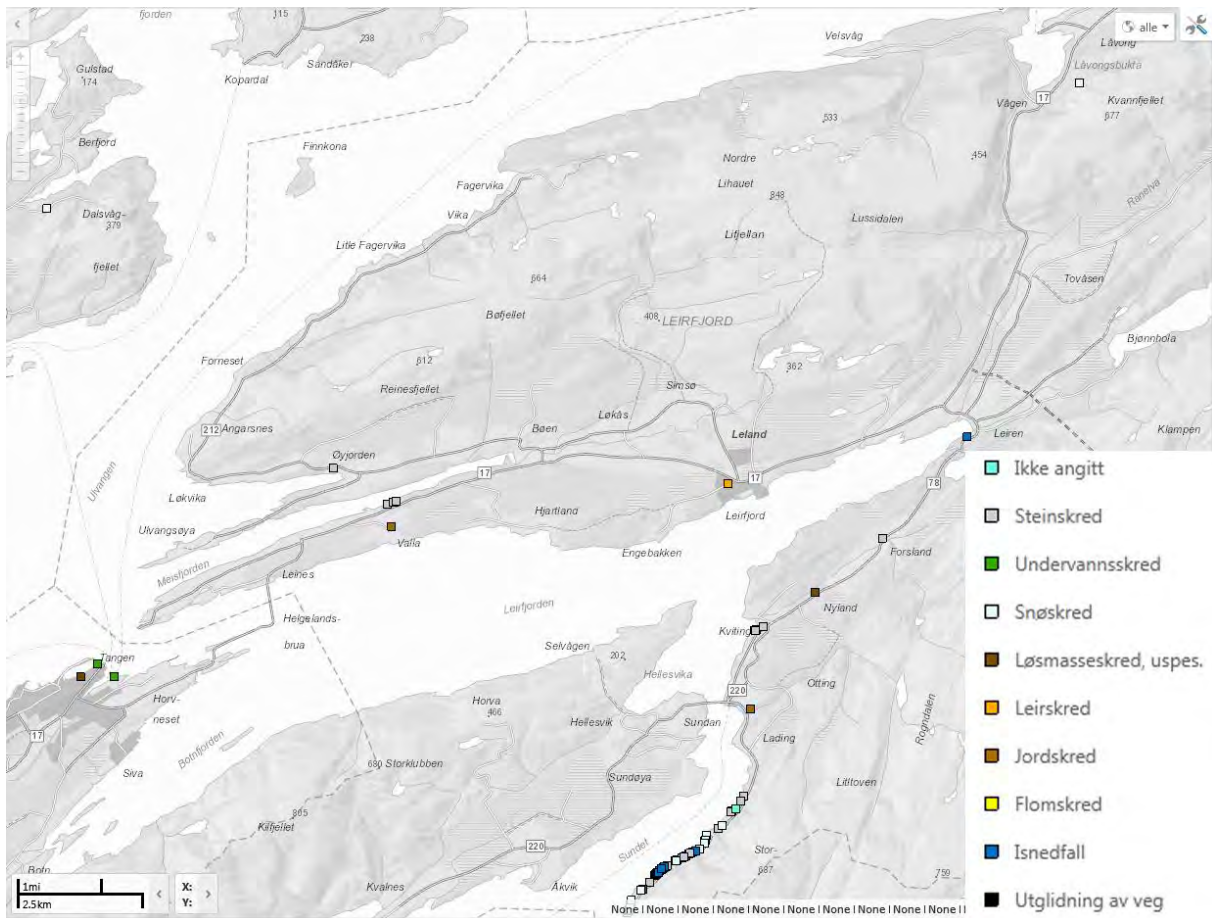 fjorden
115
238
Sandåker
Kopardal
alle
Velsvåg
Låvong
Låvongsbukta
17
Kvannfjellet
677
Vågen
Gulstad
174
Berfjord
Finnkona
533
454
Nordre
Lihauet
848
Fagervika
Vika
Lussidalen
Litjellan
Ranelva
Dalsvåg-
379
fjellet
Litle Fagervika
Tovåsen
664
Bøfjellet
408
LEIRFJORD
Bjønnhola
Forneset
612
Reinesfjellet
362
Simsø
Løkås
212
Angarsnes
Bøen
Leland
Leiren
Klampen
Øyjorden
17
17
78
Ulvangen
Løkvika
Ulvangsøya
Hjartland
Leirfjord
Valla
Engebakken
Forsland
Meisfjorden
Leines
Leirfjorden
Nyland
Helgelands-
brua
Kviting
Selvågen
202
Tangen
Hellesvika
Otting
220
Horv-
neset
Horva
466
Hellesvik
Sundan
Lading
Rogndalen
17
Botnfjorden
Siva
680 Storklubben
Sundøya
Litltoven
805
Kilfjellet
220
Sundet
Stor-
687
759
Botn
Kvalnes
Åkvik
1mi
2.5km
X:
Y:
None | None | None | None | None | None | None | None | None | None |
Ikke angitt
Steinskred
Undervannsskred
Snøskred
Løsmasseskred, uspes.
Leirskred
Jordskred
Flomskred
Isnedfall
Utglidning av veg